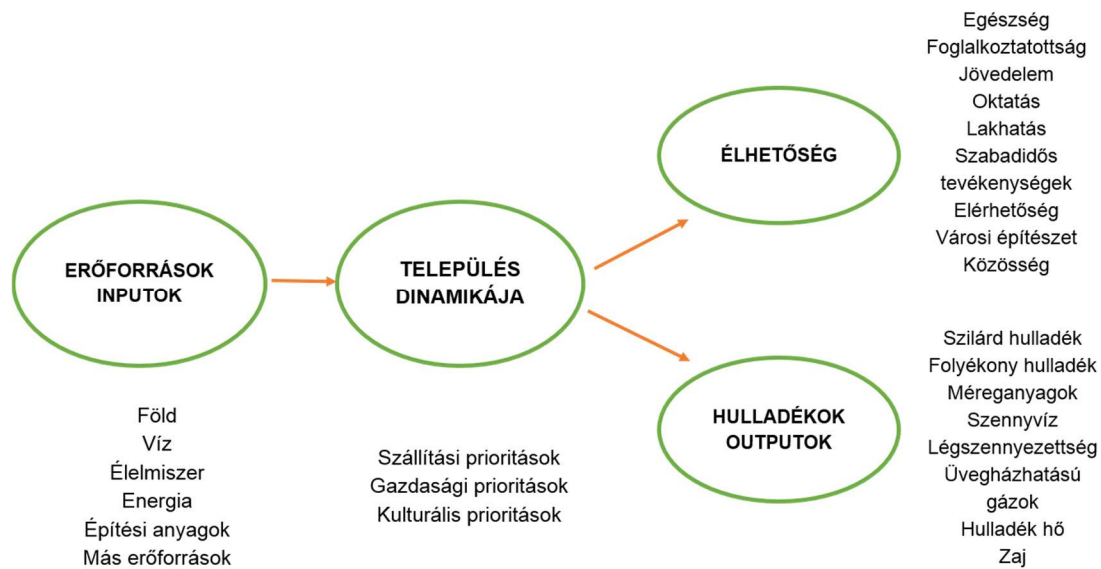 ERŐFORRÁSOK
INPUTOK
Föld
Víz
Élelmiszer
Energia
Építési anyagok
Más erőforrások
TELEPÜLÉS
DINAMIKÁJA
Szállítási prioritások
Gazdasági prioritások
Kulturális prioritások
ÉLHETŐSÉG
Egészség
Foglalkoztatottság
Jövedelem
Oktatás
Lakhatás
Szabadidős
tevékenységek
Elérhetőség
Városi építészet
Közösség
HULLADÉKOK
OUTPUTOK
Szilárd hulladék
Folyékony hulladék
Méreganyagok
Szennyvíz
Légszennyezettség
Üvegházhatású
gázok
Hulladék hő
Zaj